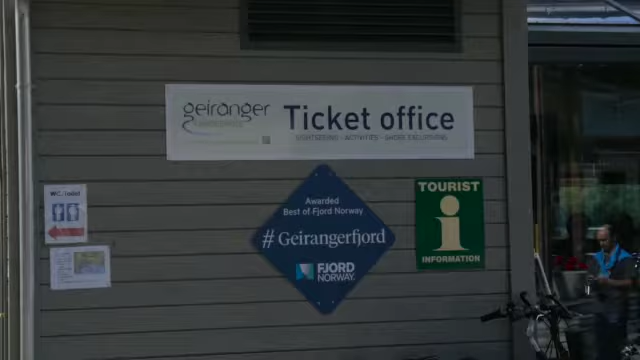 geiranger
Ticket office
SIGHTSEEING - ACTIVITIES - SHORE EXCURSIONS
W.C. / Toilet
Awarded
Best of Fjord Norway
#Geirangerfjord
FJORD
NORWAY.
TOURIST
i
INFORMATION